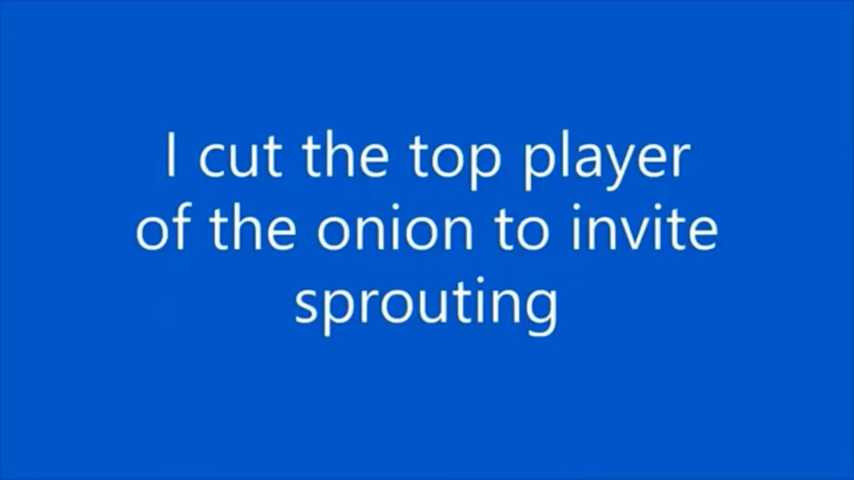 I cut the top player
of the onion to invite
sprouting